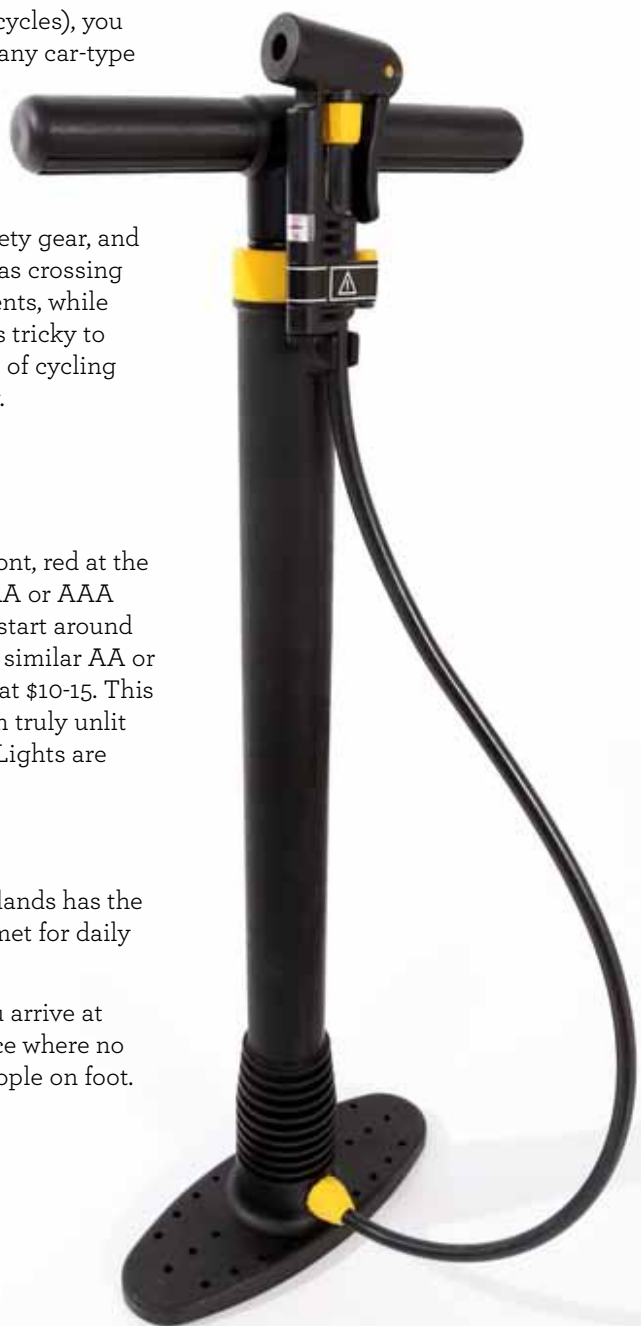 cycles), you
any car-type
ety gear, and
as crossing
ents, while
s tricky to
of cycling
.
ont, red at the
AA or AAA
start around
similar AA or
at $10-15. This
n truly unlit
Lights are
lands has the
met for daily
u arrive at
ce where no
ople on foot.